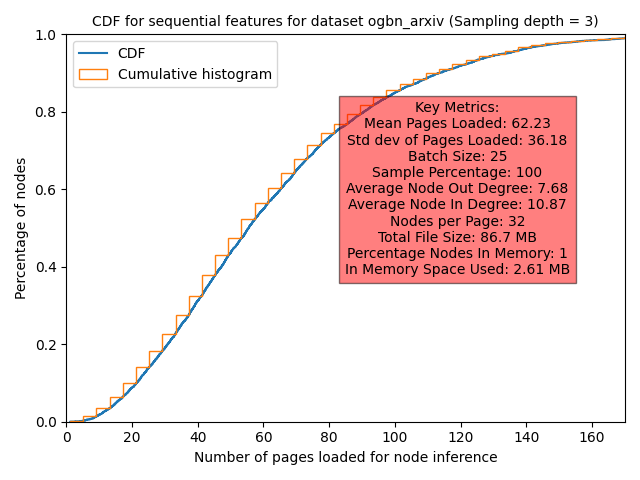 CDF for sequential features for dataset ogbn_arxiv (Sampling depth = 3)
1.0
0.8
0.6
0.4
0.2
0.0
Percentage of nodes
CDF
Cumulative histogram
Key Metrics:
Mean Pages Loaded: 62.23
Std dev of Pages Loaded: 36.18
Batch Size: 25
Sample Percentage: 100
Average Node Out Degree: 7.68
Average Node In Degree: 10.87
Nodes per Page: 32
Total File Size: 86.7 MB
Percentage Nodes In Memory: 1
In Memory Space Used: 2.61 MB
0 20 40 60 80 100 120 140 160
Number of pages loaded for node inference